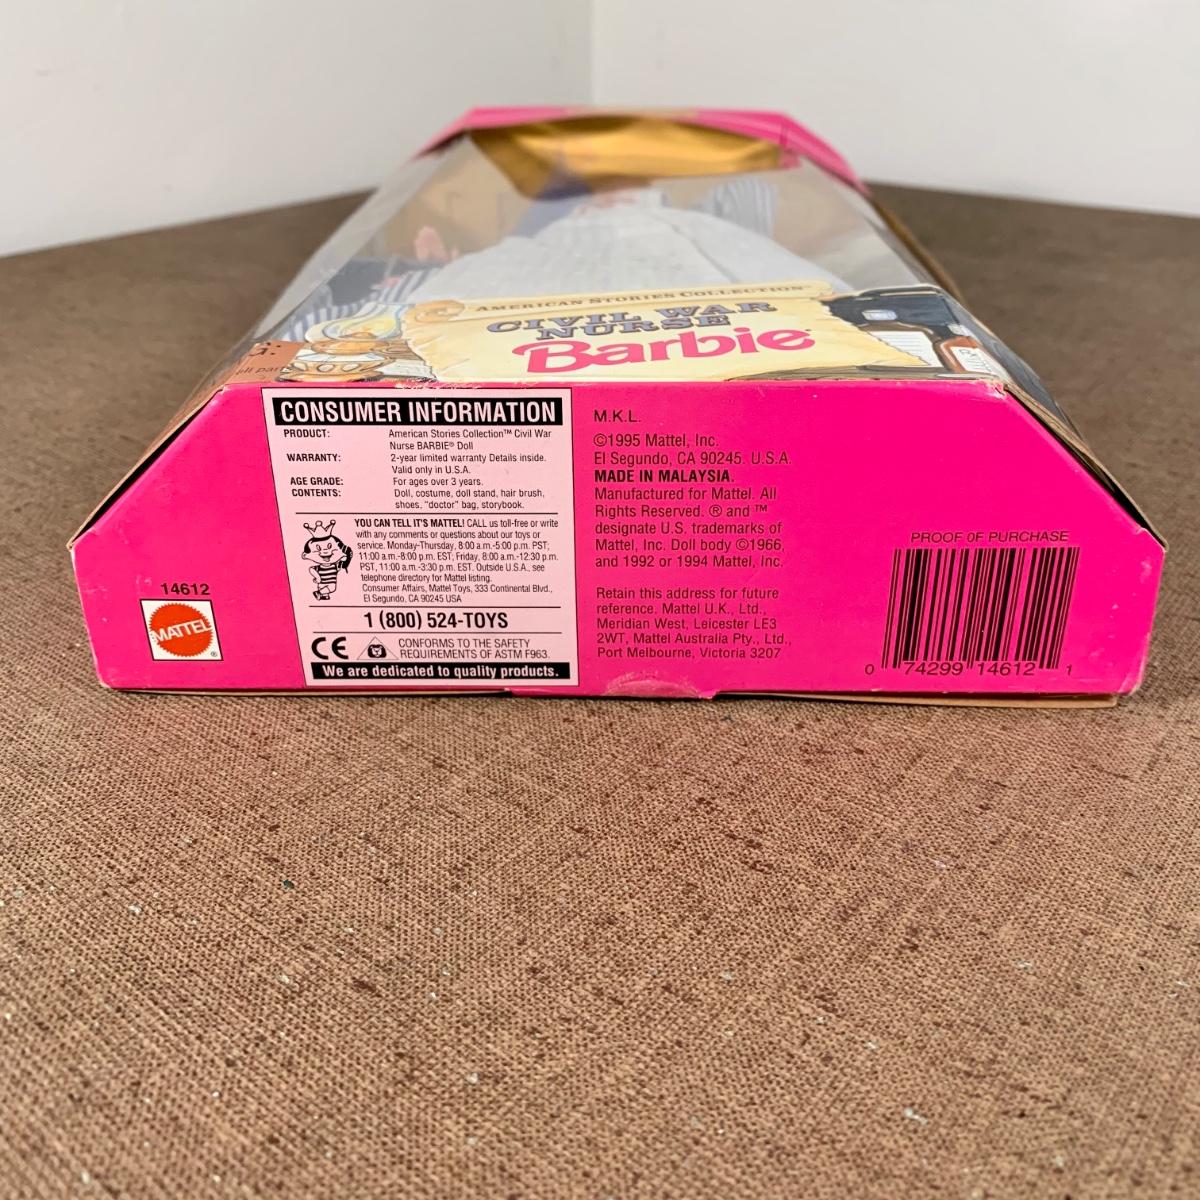 AMERICAN STORIES COLLECTION™
CIVIL WAR
NURSE
Barbie
G:
all par
CONSUMER INFORMATION
PRODUCT: American Stories Collection™ Civil War
Nurse BARBIE® Doll
WARRANTY: 2-year limited warranty Details inside.
Valid only in U.S.A.
AGE GRADE: For ages over 3 years.
CONTENTS: Doll, costume, doll stand, hair brush,
shoes, "doctor" bag, storybook.
YOU CAN TELL IT'S MATTEL! CALL us toll-free or write
with any comments or questions about our toys or
service. Monday-Thursday, 8:00 a.m.-5:00 p.m. PST;
11:00 a.m.-8:00 p.m. EST; Friday, 8:00 a.m.-12:30 p.m.
PST, 11:00 a.m.-3:30 p.m. EST. Outside U.S.A., see
telephone directory for Mattel listing.
Consumer Affairs, Mattel Toys, 333 Continental Blvd.,
El Segundo, CA 90245 USA
1 (800) 524-TOYS
CE
CONFORMS TO THE SAFETY
REQUIREMENTS OF ASTM F963.
We are dedicated to quality products.
14612
MATTEL
®
M.K.L.
©1995 Mattel, Inc.
El Segundo, CA 90245. U.S.A.
MADE IN MALAYSIA.
Manufactured for Mattel. All
Rights Reserved. ® and ™
designate U.S. trademarks of
Mattel, Inc. Doll body ©1966,
and 1992 or 1994 Mattel, Inc.
Retain this address for future
reference. Mattel U.K., Ltd.,
Meridian West, Leicester LE3
2WT, Mattel Australia Pty., Ltd.,
Port Melbourne, Victoria 3207
PROOF OF PURCHASE
0 74299 14612 1